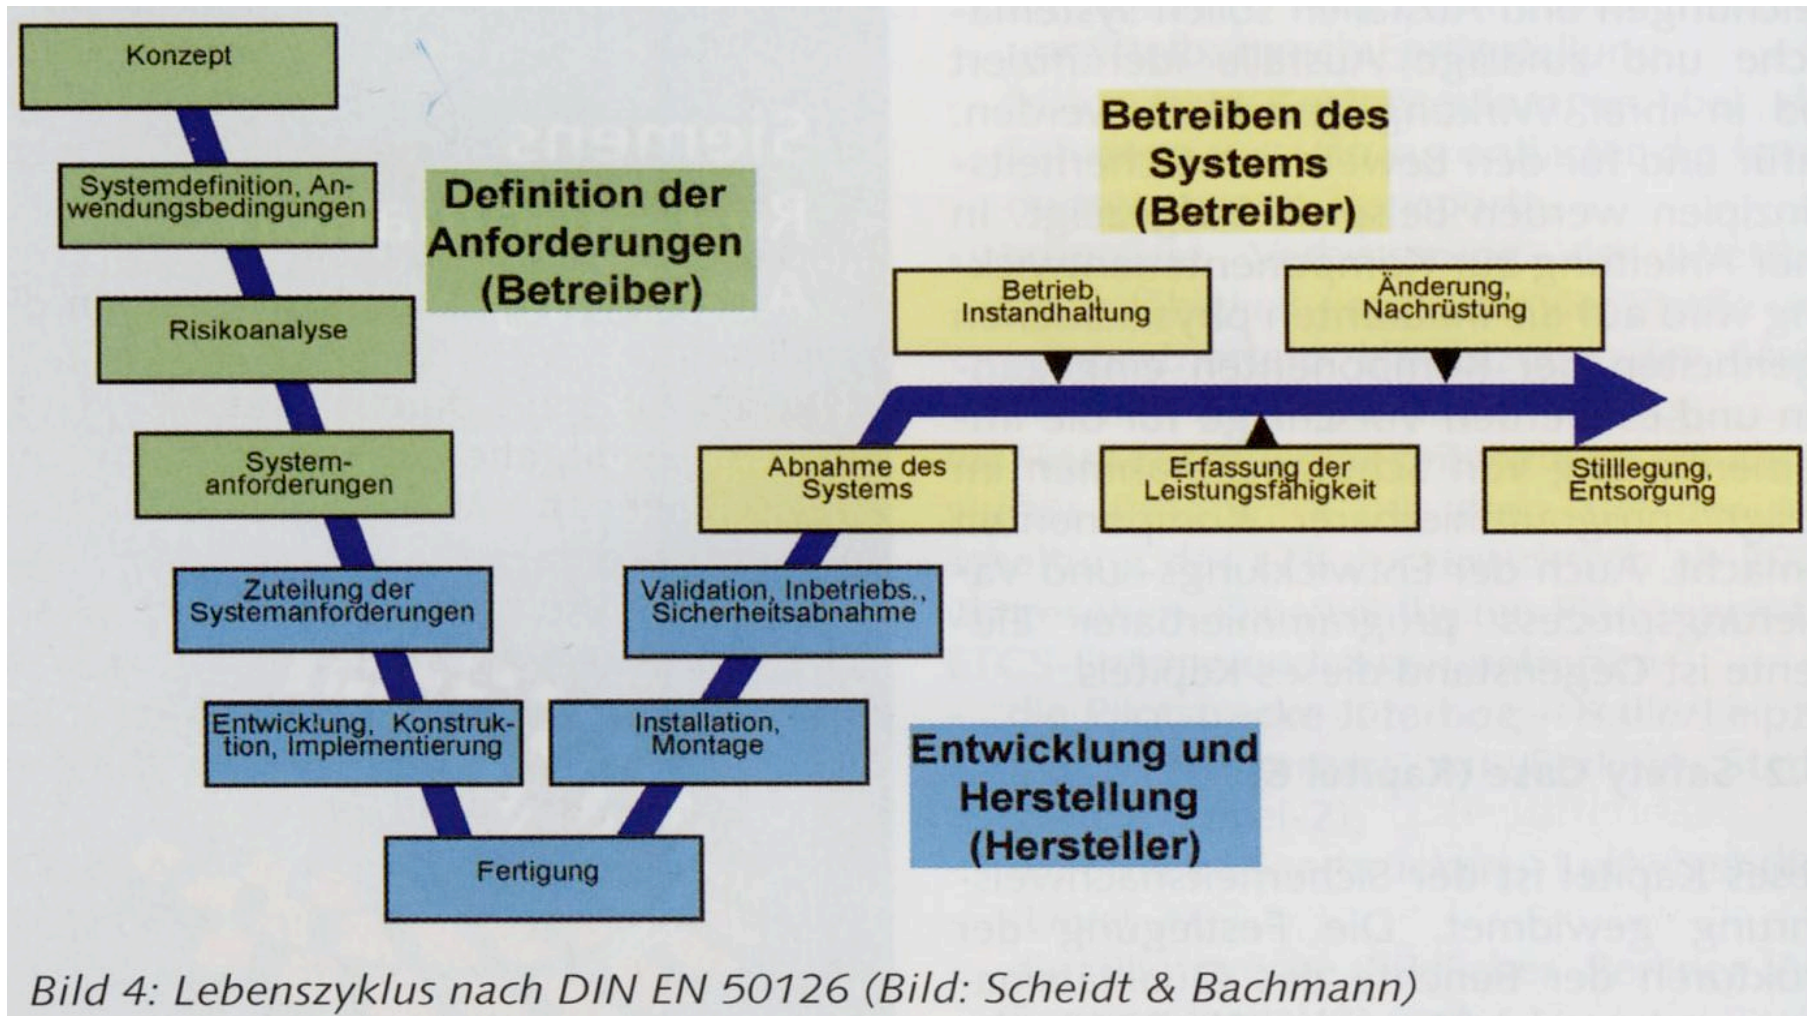 Konzept
Systemdefinition, An-
wendungsbedingungen
Risikoanalyse
System-
anforderungen
Zuteilung der
Systemanforderungen
Entwicklung, Konstruk-
tion, Implementierung
Fertigung
Installation,
Montage
Validation, Inbetriebs.,
Sicherheitsabnahme
Abnahme des
Systems
Betrieb,
Instandhaltung
Erfassung der
Leistungsfähigkeit
Änderung,
Nachrüstung
Stilllegung,
Entsorgung
Definition der
Anforderungen
(Betreiber)
Betreiben des
Systems
(Betreiber)
Entwicklung und
Herstellung
(Hersteller)
Bild 4: Lebenszyklus nach DIN EN 50126 (Bild: Scheidt & Bachmann)